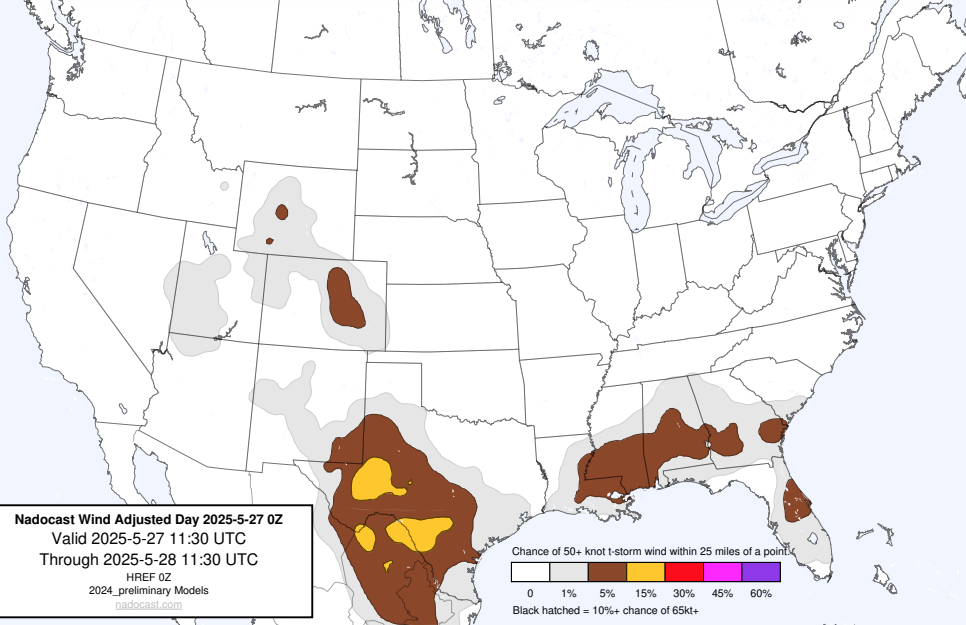 Nadocast Wind Adjusted Day 2025-5-27 0Z
Valid 2025-5-27 11:30 UTC
Through 2025-5-28 11:30 UTC
HREF 0Z
2024_preliminary Models
nadocast.com
Chance of 50+ knot t-storm wind within 25 miles of a point.
0 1% 5% 15% 30% 45% 60%
Black hatched = 10%+ chance of 65kt+